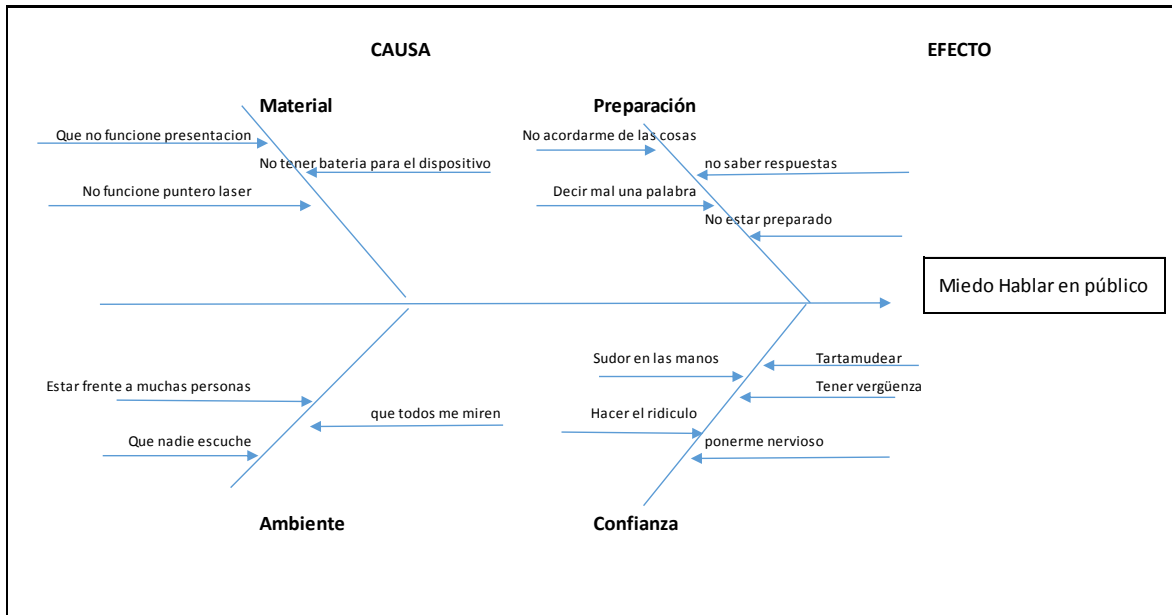 CAUSA
EFECTO
Material
Que no funcione presentacion
No tener bateria para el dispositivo
No funcione puntero laser
Preparación
No acordarme de las cosas
no saber respuestas
Decir mal una palabra
No estar preparado
Miedo Hablar en público
Estar frente a muchas personas
que todos me miren
Que nadie escuche
Ambiente
Sudor en las manos
Tartamudear
Tener vergüenza
Hacer el ridiculo
ponerme nervioso
Confianza